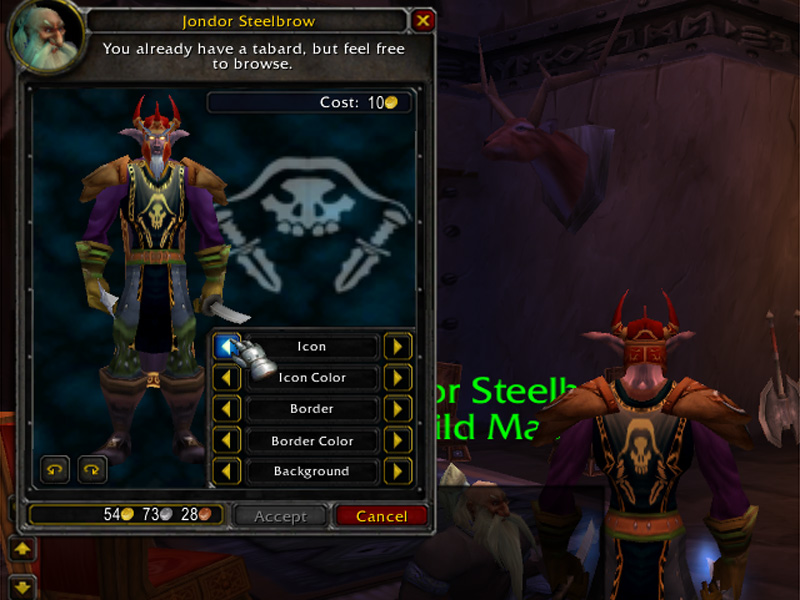 Jondor Steelbrow
You already have a tabard, but feel free
to browse.
Cost: 10
Icon
Icon Color
Border
Border Color
Background
54 73 28
Accept
Cancel